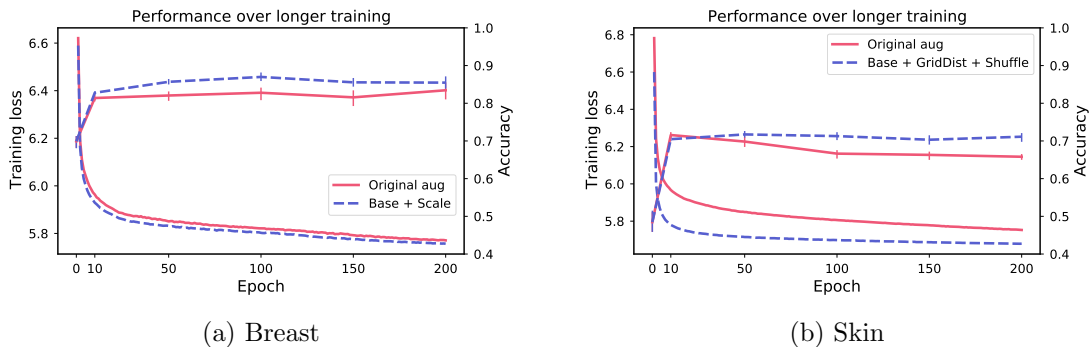 Performance over longer training
6.6
6.4
6.2
6.0
5.8
Training loss
1.0
0.9
0.8
0.7
0.6
0.5
0.4
Accuracy
Original aug
Base + Scale
0 10 50 100 150 200
Epoch
(a) Breast
Performance over longer training
6.8
6.6
6.4
6.2
6.0
5.8
Training loss
1.0
0.9
0.8
0.7
0.6
0.5
0.4
Accuracy
Original aug
Base + GridDist + Shuffle
0 10 50 100 150 200
Epoch
(b) Skin